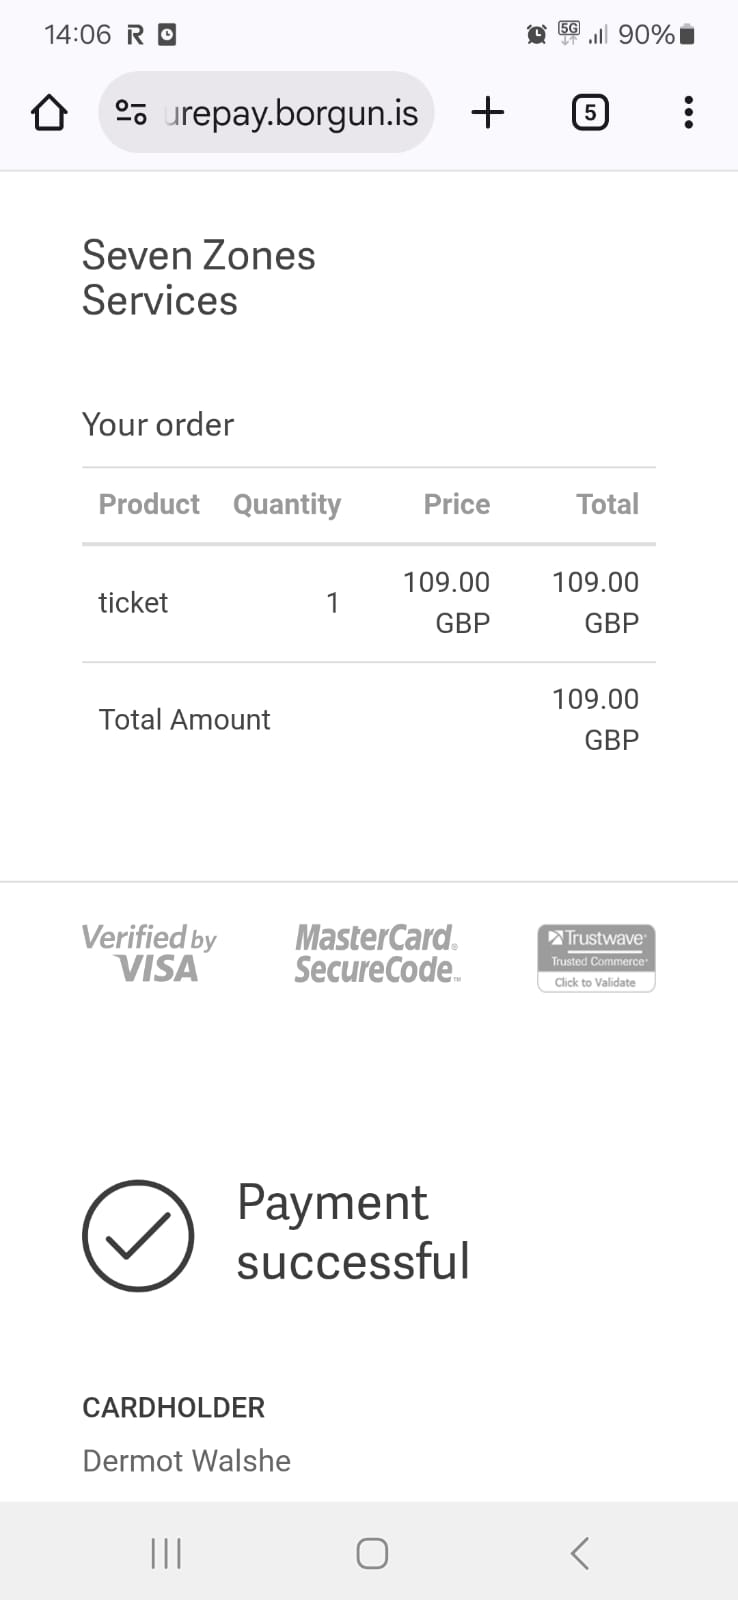 14:06 R 5G 90%
urepay.borgun.is 5
Seven Zones
Services
Your order
Product Quantity Price Total
ticket 1 109.00 GBP 109.00 GBP
Total Amount 109.00 GBP
Verified by
VISA
MasterCard®
SecureCode™
Trustwave®
Trusted Commerce®
Click to Validate
Payment
successful
CARDHOLDER
Dermot Walshe